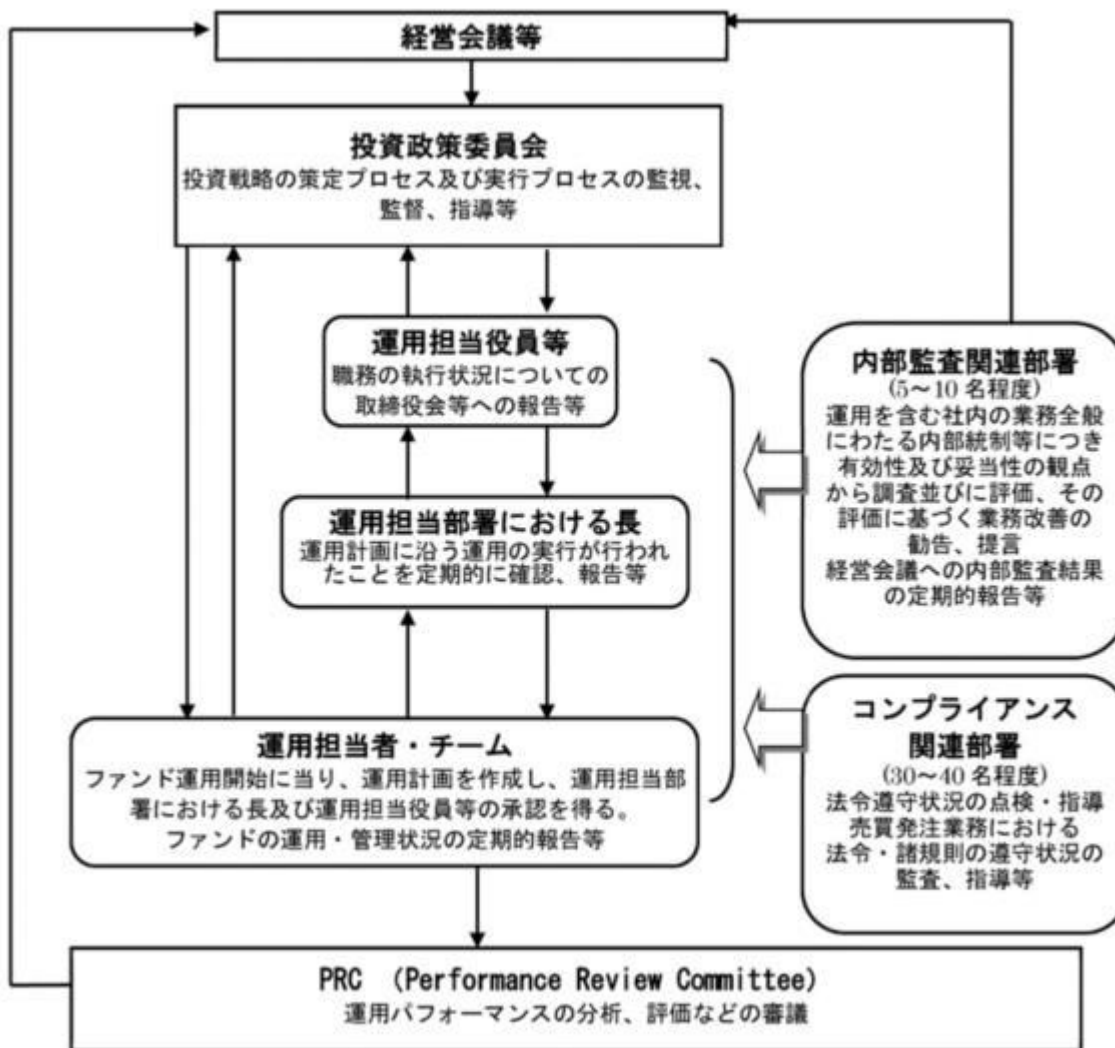 経営会議等
投資政策委員会
投資戦略の策定プロセス及び実行プロセスの監視、
監督、指導等
運用担当役員等
職務の執行状況についての
取締役会等への報告等
運用担当部署における長
運用計画に沿う運用の実行が行われ
たことを定期的に確認、報告等
運用担当者・チーム
ファンド運用開始に当り、運用計画を作成し、運用担当部
署における長及び運用担当役員等の承認を得る。
ファンドの運用・管理状況の定期的報告等
内部監査関連部署
(5～10 名程度)
運用を含む社内の業務全般
にわたる内部統制等につき
有効性及び妥当性の観点
から調査並びに評価、その
評価に基づく業務改善の
勧告、提言
経営会議への内部監査結果
の定期的報告等
コンプライアンス
関連部署
(30～40 名程度)
法令遵守状況の点検・指導
売買発注業務における
法令・諸規則の遵守状況の
監査、指導等
PRC （Performance Review Committee）
運用パフォーマンスの分析、評価などの審議